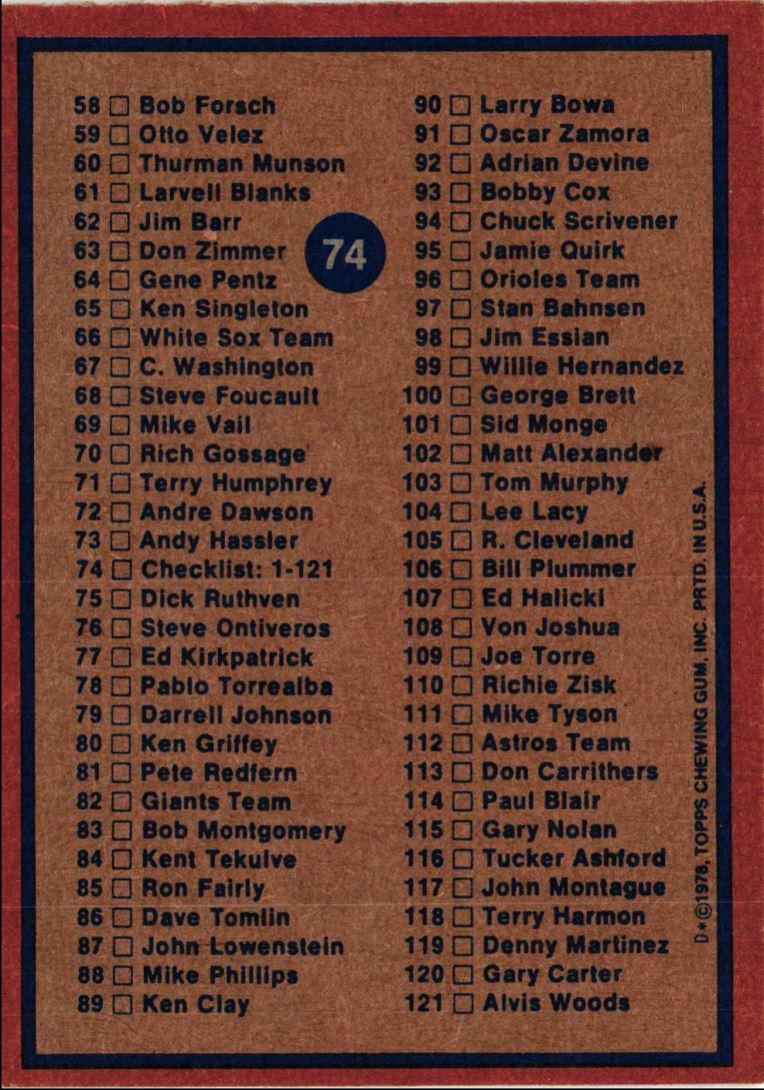 58 □ Bob Forsch
59 □ Otto Velez
60 □ Thurman Munson
61 □ Larvell Blanks
62 □ Jim Barr
63 □ Don Zimmer
64 □ Gene Pentz
65 □ Ken Singleton
66 □ White Sox Team
67 □ C. Washington
68 □ Steve Foucault
69 □ Mike Vail
70 □ Rich Gossage
71 □ Terry Humphrey
72 □ Andre Dawson
73 □ Andy Hassler
74 □ Checklist: 1-121
75 □ Dick Ruthven
76 □ Steve Ontiveros
77 □ Ed Kirkpatrick
78 □ Pablo Torrealba
79 □ Darrell Johnson
80 □ Ken Griffey
81 □ Pete Redfern
82 □ Giants Team
83 □ Bob Montgomery
84 □ Kent Tekulve
85 □ Ron Fairly
86 □ Dave Tomlin
87 □ John Lowenstein
88 □ Mike Phillips
89 □ Ken Clay
74
90 □ Larry Bowa
91 □ Oscar Zamora
92 □ Adrian Devine
93 □ Bobby Cox
94 □ Chuck Scrivener
95 □ Jamie Quirk
96 □ Orioles Team
97 □ Stan Bahnsen
98 □ Jim Essian
99 □ Willie Hernandez
100 □ George Brett
101 □ Sid Monge
102 □ Matt Alexander
103 □ Tom Murphy
104 □ Lee Lacy
105 □ R. Cleveland
106 □ Bill Plummer
107 □ Ed Halicki
108 □ Von Joshua
109 □ Joe Torre
110 □ Richie Zisk
111 □ Mike Tyson
112 □ Astros Team
113 □ Don Carrithers
114 □ Paul Blair
115 □ Gary Nolan
116 □ Tucker Ashford
117 □ John Montague
118 □ Terry Harmon
119 □ Denny Martinez
120 □ Gary Carter
121 □ Alvis Woods
D*©1978, TOPPS CHEWING GUM, INC. PRTD. IN U.S.A.